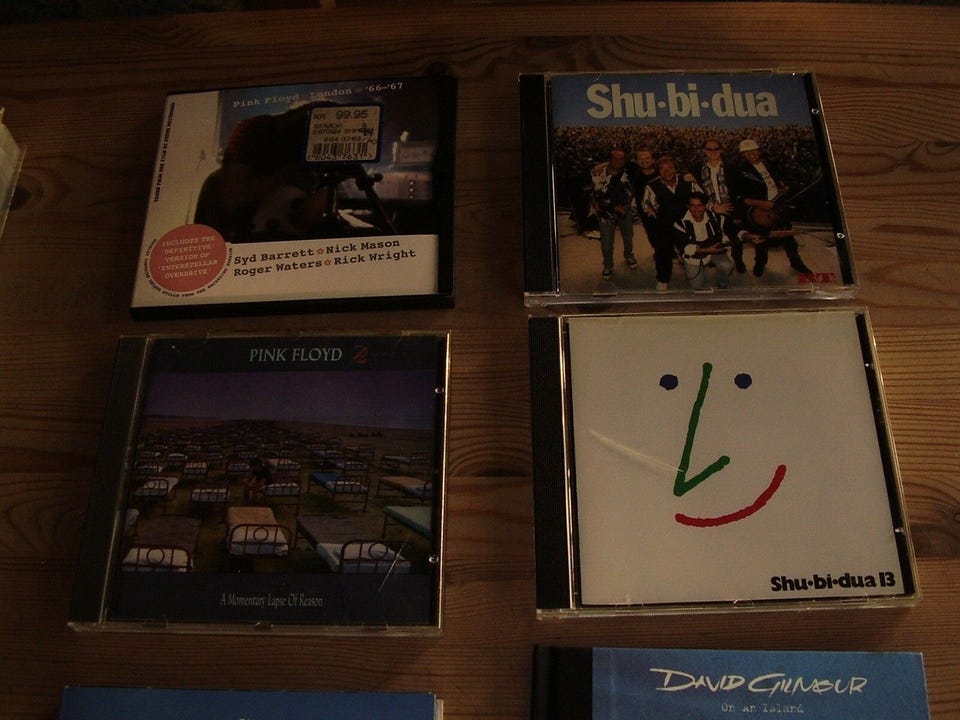 Pink Floyd London '66-'67
KR 99.95
INCLUDES THE
'DEFINITIVE'
VERSION OF
'INTERSTELLAR
OVERDRIVE'
Syd Barrett Nick Mason
Roger Waters Rick Wright
Shu·bi·dua
PINK FLOYD
A Momentary Lapse Of Reason
Shu·bi·dua 13
DAVID GILMOUR
On An Island